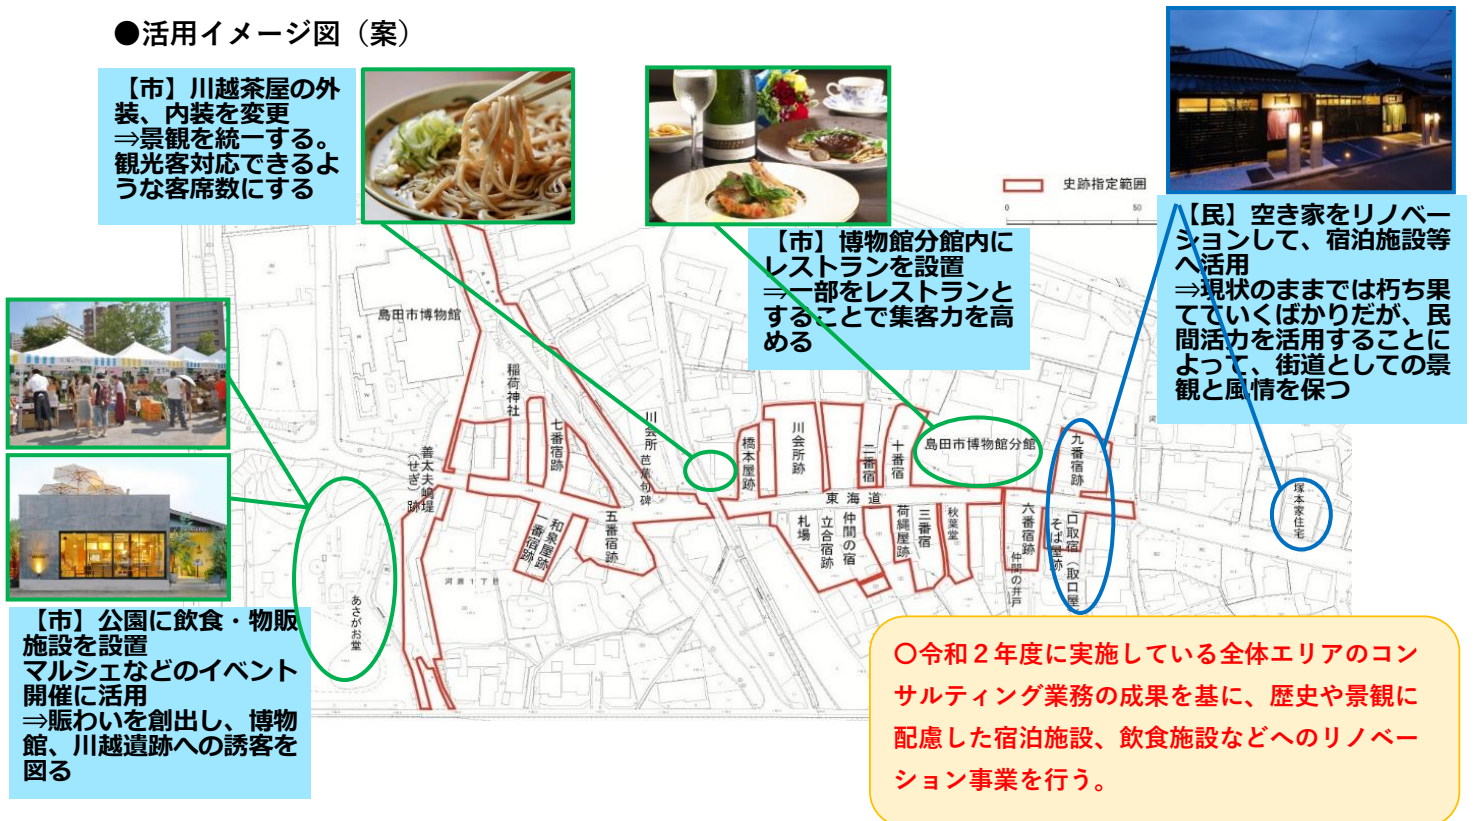 ●活用イメージ図（案）
【市】川越茶屋の外
装、内装を変更
⇒景観を統一する。
観光客対応できるよ
うな客席数にする
【市】博物館分館内に
レストランを設置
⇒一部をレストランと
することで集客力を高
める
史跡指定範囲
0
50
【民】空き家をリノベー
ションして、宿泊施設等
へ活用
⇒現状のままでは朽ち果
てていくばかりだが、民
間活力を活用することに
よって、街道としての景
観と風情を保つ
島田市博物館
稲荷神社
七番宿跡
川会所
芭蕉句碑
善太夫嶋堤
（せぎ）跡
橋本屋跡
川会所跡
二番宿
十番宿
島田市博物館分館
九番宿跡
東海道
塚本家住宅
和泉屋跡
一番宿跡
五番宿跡
札場
立合宿跡
仲間の宿
荷縄屋跡
三番宿
秋葉堂
六番宿跡
仲間の井戸
そば屋跡
口取宿（取口屋）
河原１丁目
あさがお堂
【市】公園に飲食・物販
施設を設置
マルシェなどのイベント
開催に活用
⇒賑わいを創出し、博物
館、川越遺跡への誘客を
図る
〇令和２年度に実施している全体エリアのコン
サルティング業務の成果を基に、歴史や景観に
配慮した宿泊施設、飲食施設などへのリノベー
ション事業を行う。